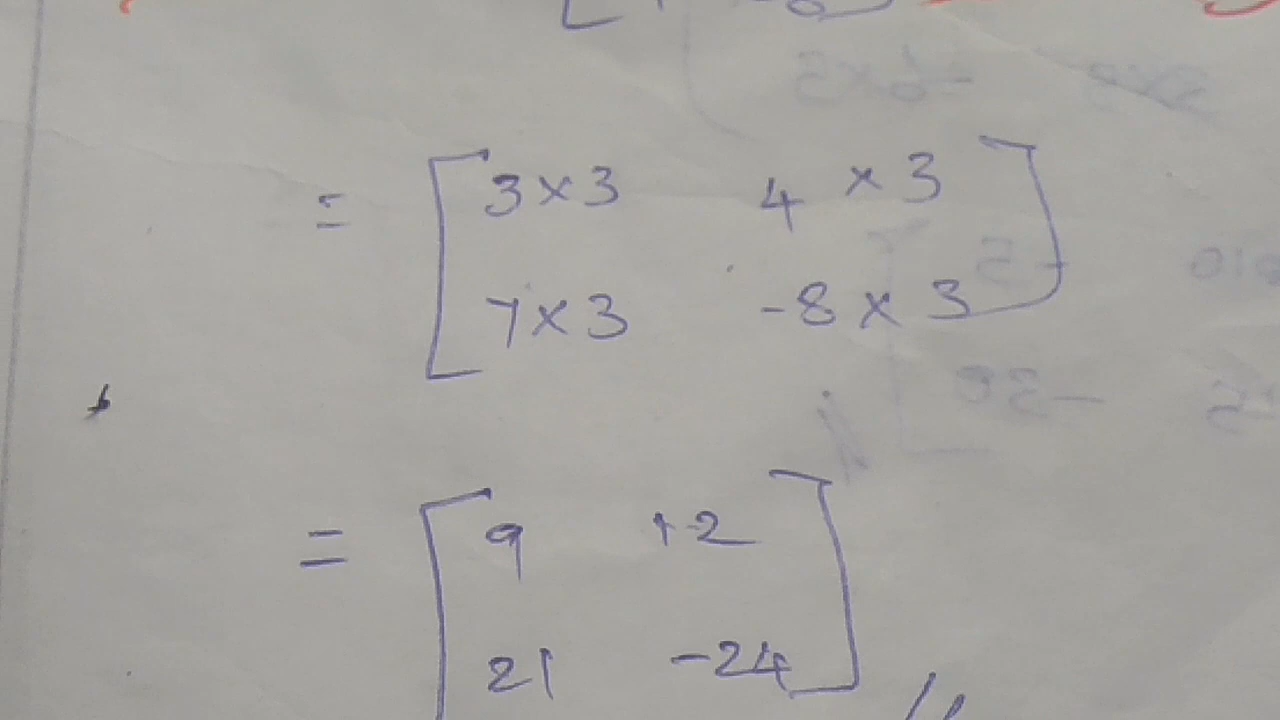 = [ 3 × 3 4 × 3 ]
7 × 3 -8 × 3
= [ 9 12 ]
21 -24 //